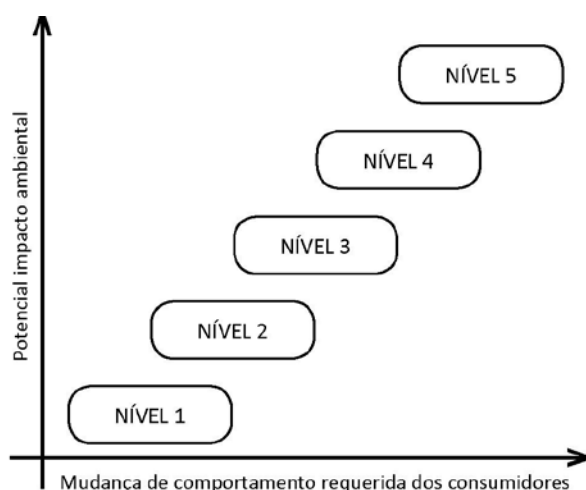 Potencial impacto ambiental
NÍVEL 5
NÍVEL 4
NÍVEL 3
NÍVEL 2
NÍVEL 1
Mudança de comportamento requerida dos consumidores